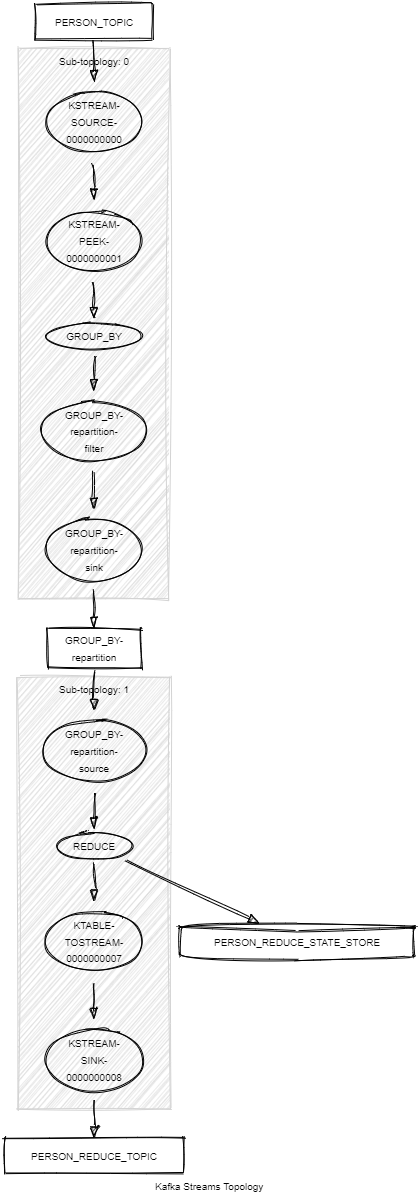 PERSON_TOPIC
Sub-topology: 0
KSTREAM-
SOURCE-
0000000000
KSTREAM-
PEEK-
0000000001
GROUP_BY
GROUP_BY-
repartition-
filter
GROUP_BY-
repartition-
sink
GROUP_BY-
repartition
Sub-topology: 1
GROUP_BY-
repartition-
source
REDUCE
KTABLE-
TOSTREAM-
0000000007
PERSON_REDUCE_STATE_STORE
KSTREAM-
SINK-
0000000008
PERSON_REDUCE_TOPIC
Kafka Streams Topology